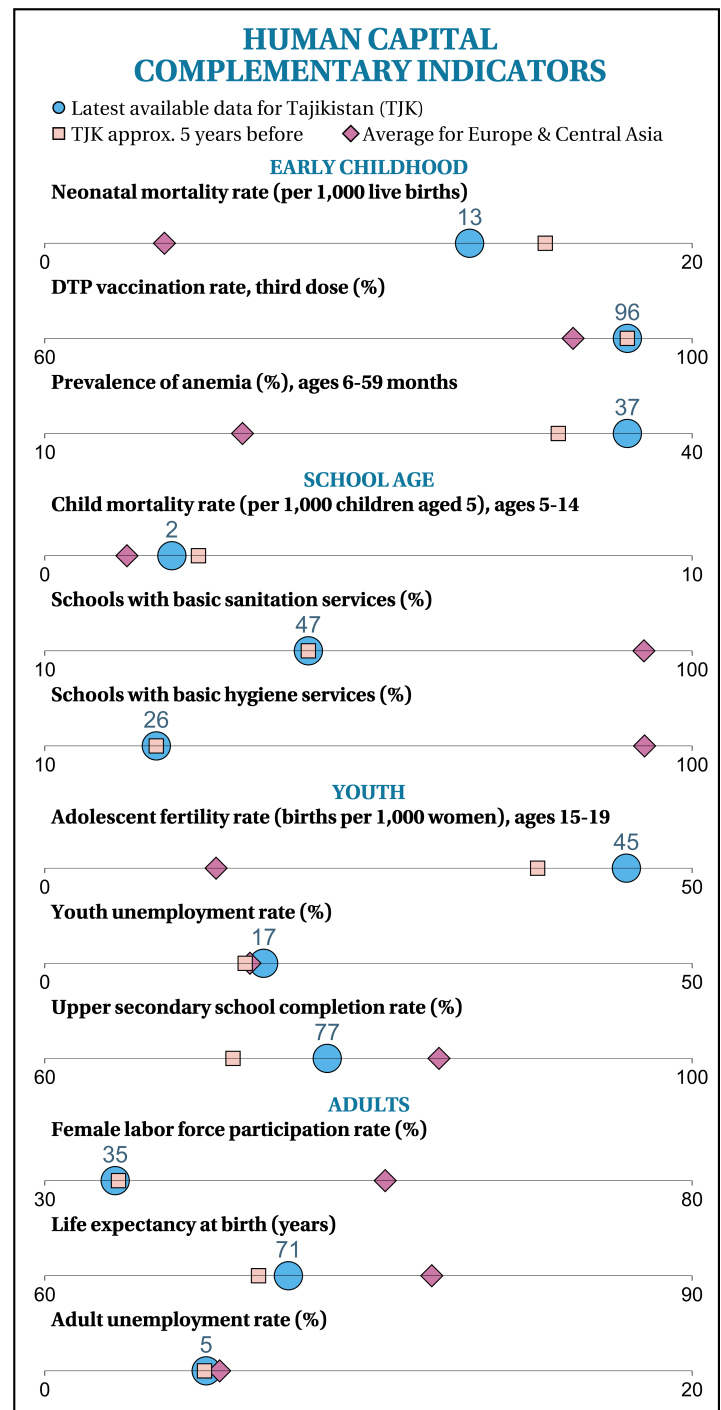 HUMAN CAPITAL
COMPLEMENTARY INDICATORS
Latest available data for Tajikistan (TJK)
TJK approx. 5 years before Average for Europe & Central Asia
EARLY CHILDHOOD
Neonatal mortality rate (per 1,000 live births)
13
0 20
DTP vaccination rate, third dose (%)
96
60 100
Prevalence of anemia (%), ages 6-59 months
37
10 40
SCHOOL AGE
Child mortality rate (per 1,000 children aged 5), ages 5-14
2
0 10
Schools with basic sanitation services (%)
47
10 100
Schools with basic hygiene services (%)
26
10 100
YOUTH
Adolescent fertility rate (births per 1,000 women), ages 15-19
45
0 50
Youth unemployment rate (%)
17
0 50
Upper secondary school completion rate (%)
77
60 100
ADULTS
Female labor force participation rate (%)
35
30 80
Life expectancy at birth (years)
71
60 90
Adult unemployment rate (%)
5
0 20